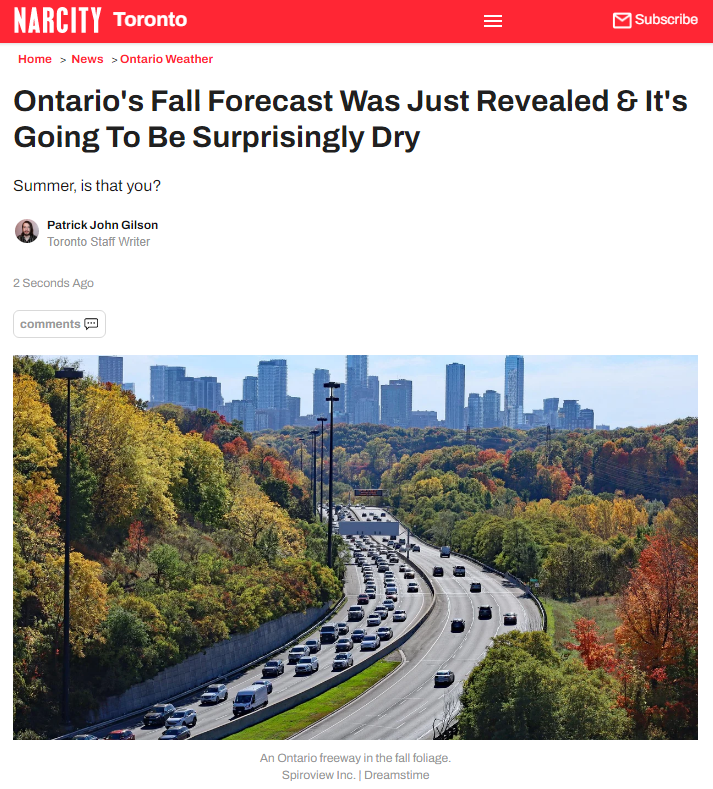 NARCITY Toronto
Subscribe
Home > News > Ontario Weather
Ontario's Fall Forecast Was Just Revealed & It's
Going To Be Surprisingly Dry
Summer, is that you?
Patrick John Gilson
Toronto Staff Writer
2 Seconds Ago
comments
An Ontario freeway in the fall foliage.
Spiroview Inc. | Dreamstime